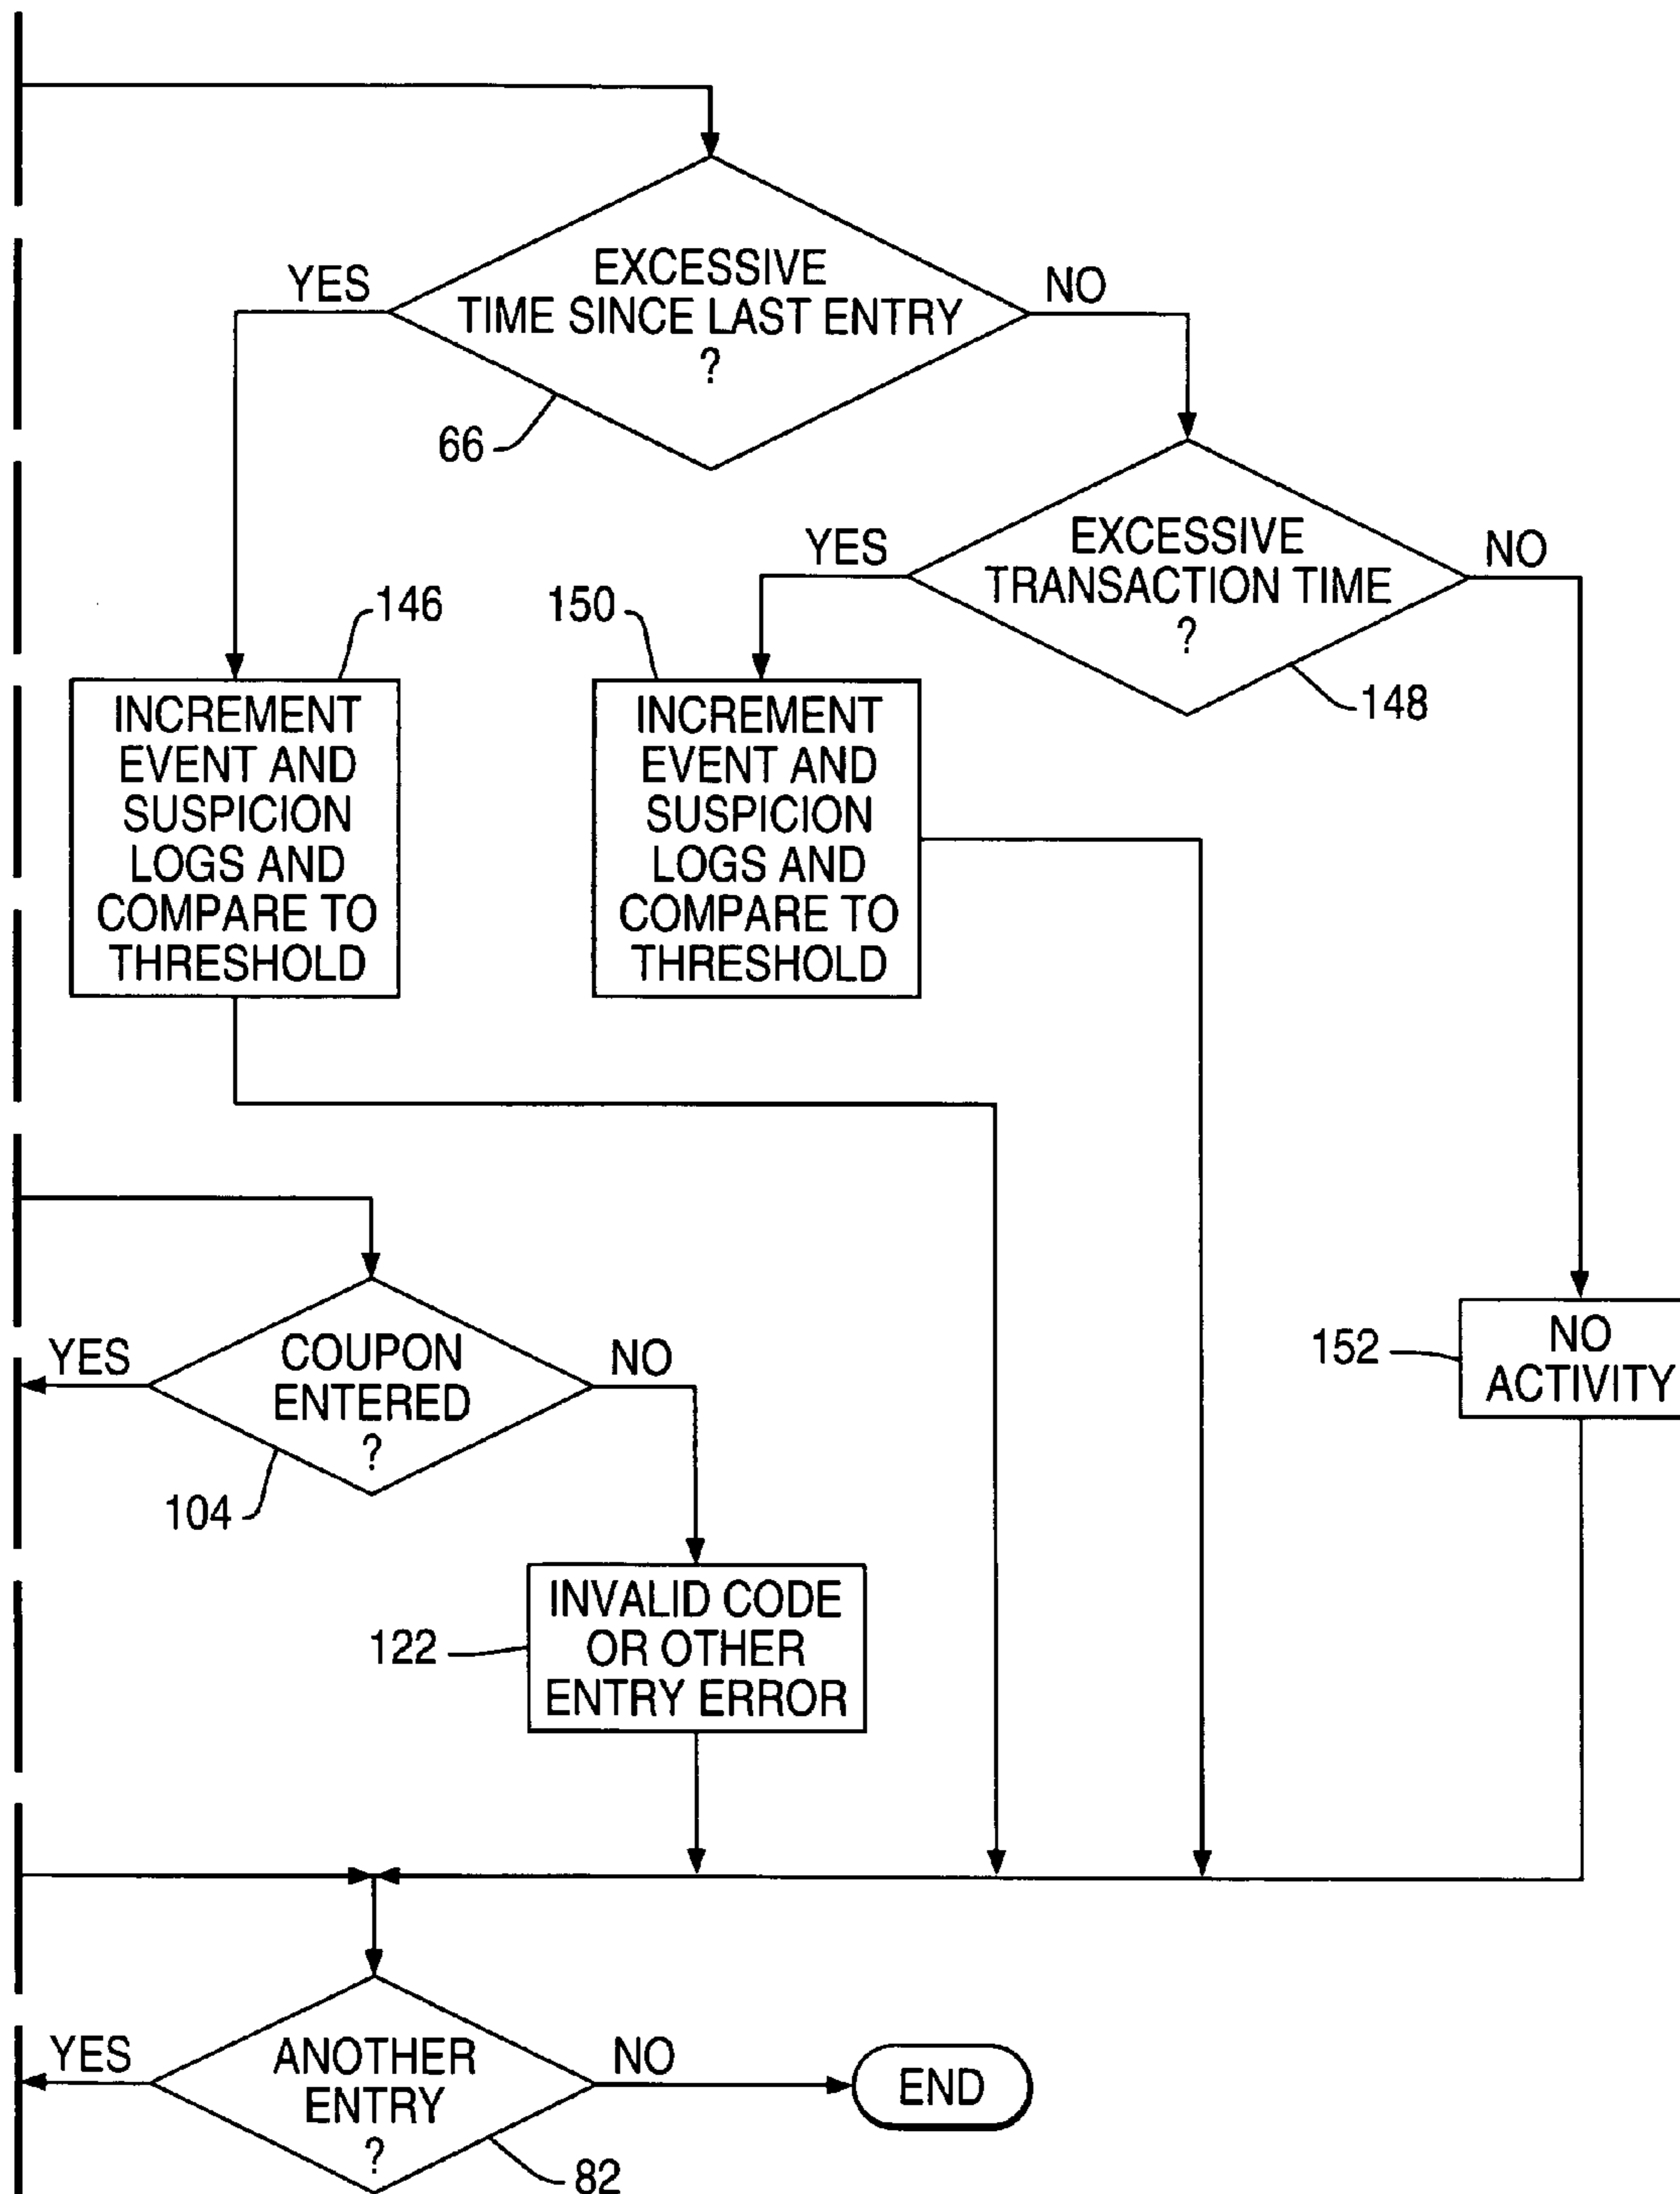 YES
EXCESSIVE
TIME SINCE LAST ENTRY
?
NO
66
YES
EXCESSIVE
TRANSACTION TIME
?
NO
148
146
INCREMENT
EVENT AND
SUSPICION
LOGS AND
COMPARE TO
THRESHOLD
150
INCREMENT
EVENT AND
SUSPICION
LOGS AND
COMPARE TO
THRESHOLD
YES
COUPON
ENTERED
?
NO
104
152
NO
ACTIVITY
122
INVALID CODE
OR OTHER
ENTRY ERROR
YES
ANOTHER
ENTRY
?
NO
82
END